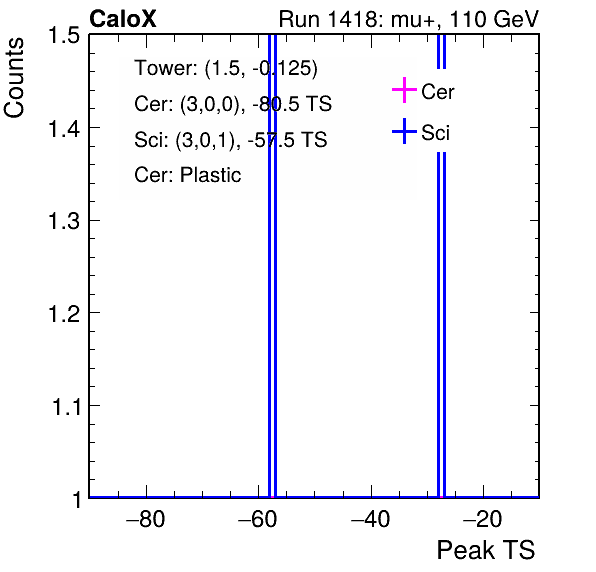 CaloX Run 1418: mu+, 110 GeV
Counts
1.5
1.4
1.3
1.2
1.1
1
Tower: (1.5, -0.125)
Cer: (3,0,0), -80.5 TS
Sci: (3,0,1), -57.5 TS
Cer: Plastic
Cer
Sci
−80 −60 −40 −20
Peak TS